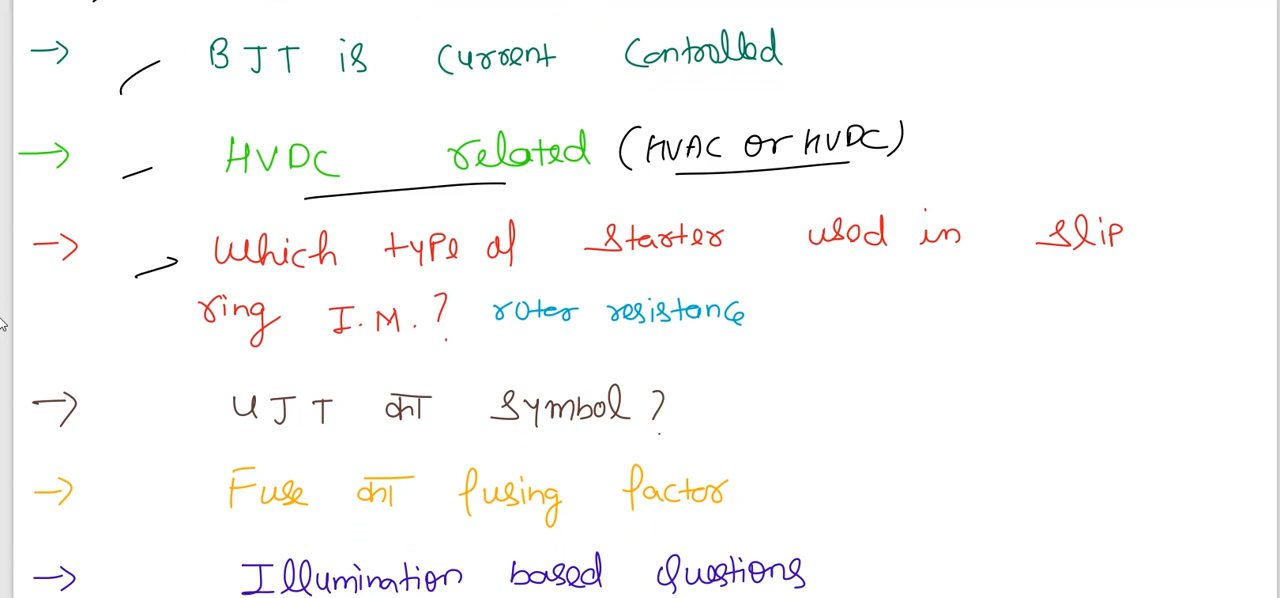 → BJT is current controlled
→ HVDC related (HVAC or HVDC)
→ Which type of starter used in slip
ring I.M.? roter resistance
→ UJT का symbol?
→ Fuse का fusing factor
→ Illumination based questions